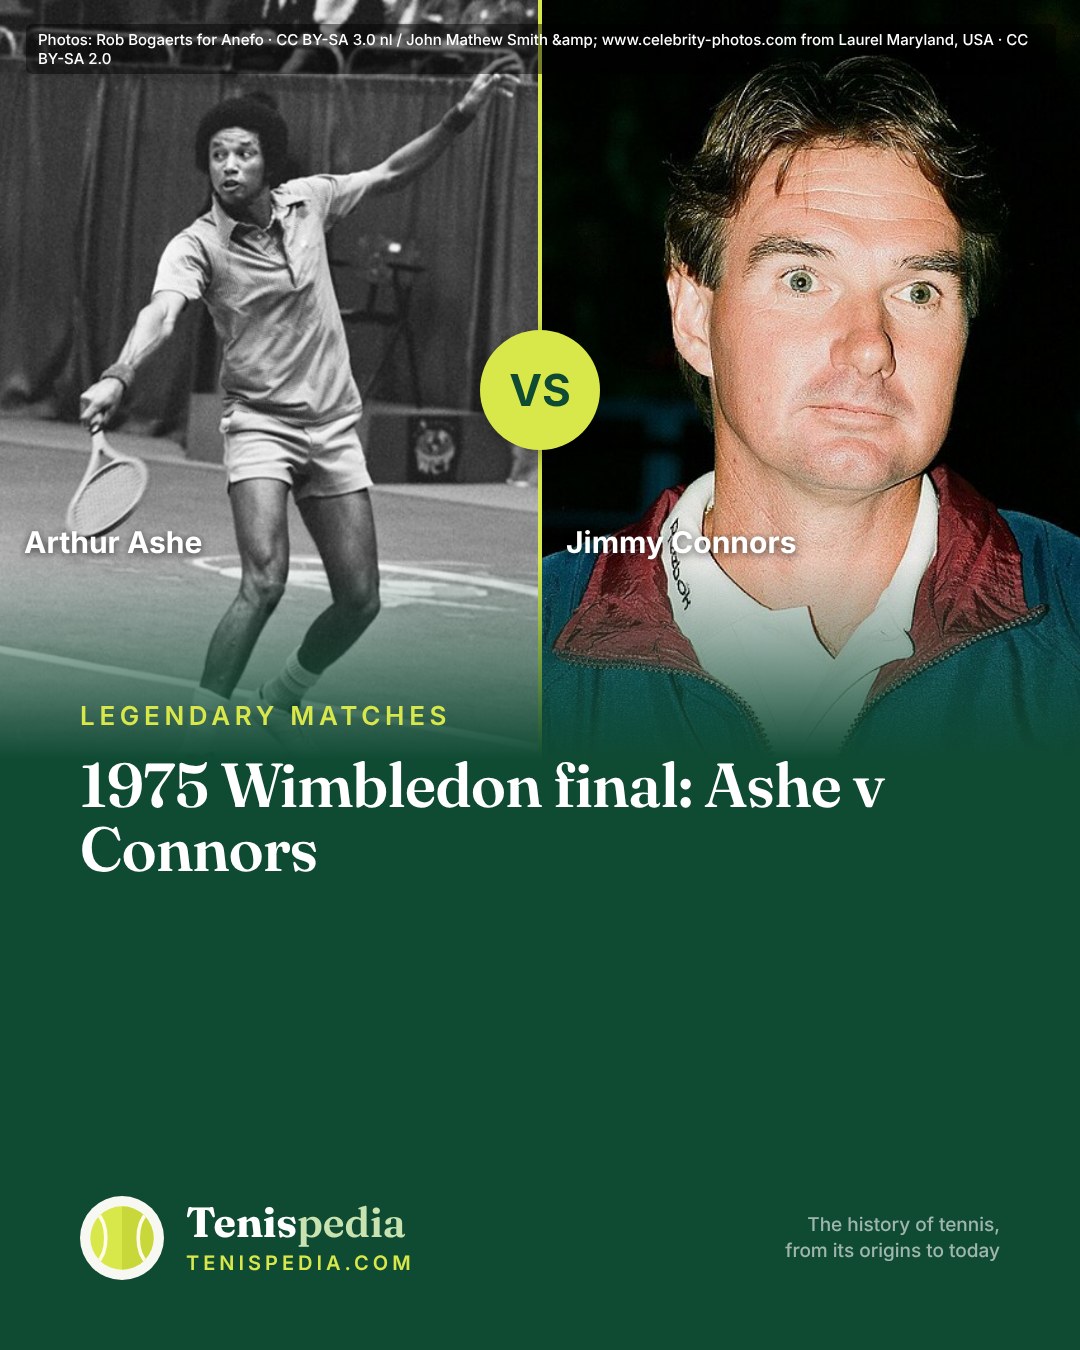 Photos: Rob Bogaerts for Anefo · CC BY-SA 3.0 nl / John Mathew Smith &amp; www.celebrity-photos.com from Laurel Maryland, USA · CC
BY-SA 2.0
VS
Arthur Ashe
Jimmy Connors
Reebok
LEGENDARY MATCHES
1975 Wimbledon final: Ashe v
Connors
Tenispedia
TENISPEDIA.COM
The history of tennis,
from its origins to today